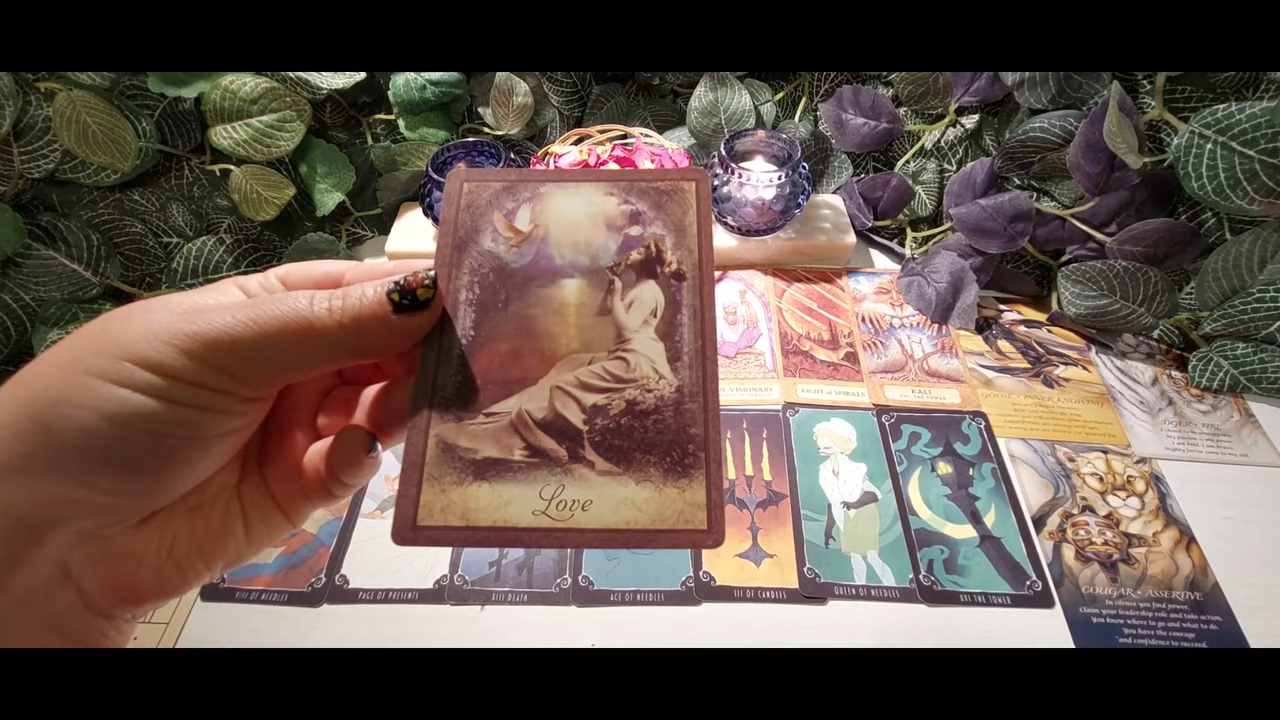 Love
VISIONARY
EIGHT of SPIRALS
KALI
XVI. THE TOWER
GOOSE • INNER KNOWING
VIII OF NEEDLES
PAGE OF PRESENTS
XIII DEATH
ACE OF NEEDLES
III OF CANDLES
QUEEN OF NEEDLES
XVI THE TOWER
COUGAR • ASSERTIVE
In silence you find power.
Claim your leadership role and take action.
You know where to go and what to do.
You have the courage
and confidence to succeed.